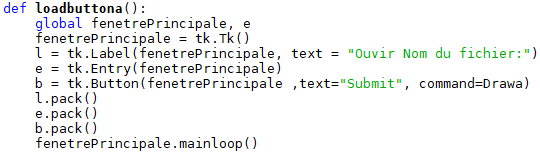 def loadbuttona():
    global fenetrePrincipale, e
    fenetrePrincipale = tk.Tk()
    l = tk.Label(fenetrePrincipale, text = "Ouvir Nom du fichier:")
    e = tk.Entry(fenetrePrincipale)
    b = tk.Button(fenetrePrincipale ,text="Submit", command=Drawa)
    l.pack()
    e.pack()
    b.pack()
    fenetrePrincipale.mainloop()